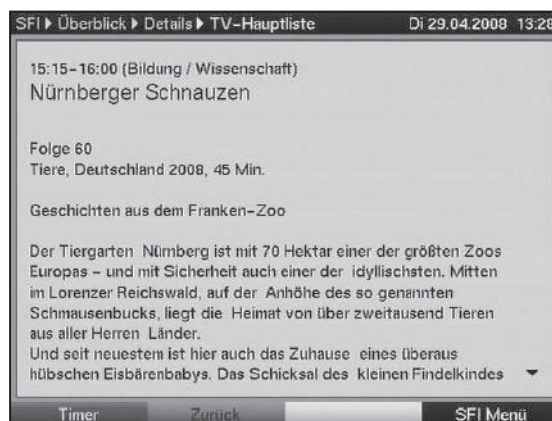 SFI ▶ Überblick ▶ Details ▶ TV-Hauptliste Di 29.04.2008 13:28
15:15-16:00 (Bildung / Wissenschaft)
Nürnberger Schnauzen
Folge 60
Tiere, Deutschland 2008, 45 Min.
Geschichten aus dem Franken-Zoo
Der Tiergarten Nürnberg ist mit 70 Hektar einer der größten Zoos
Europas - und mit Sicherheit auch einer der idyllischsten. Mitten
im Lorenzer Reichswald, auf der Anhöhe des so genannten
Schmausenbucks, liegt die Heimat von über zweitausend Tieren
aus aller Herren Länder.
Und seit neuestem ist hier auch das Zuhause eines überaus
hübschen Eisbärenbabys. Das Schicksal des kleinen Findelkindes
Timer Zurück SFI Menü